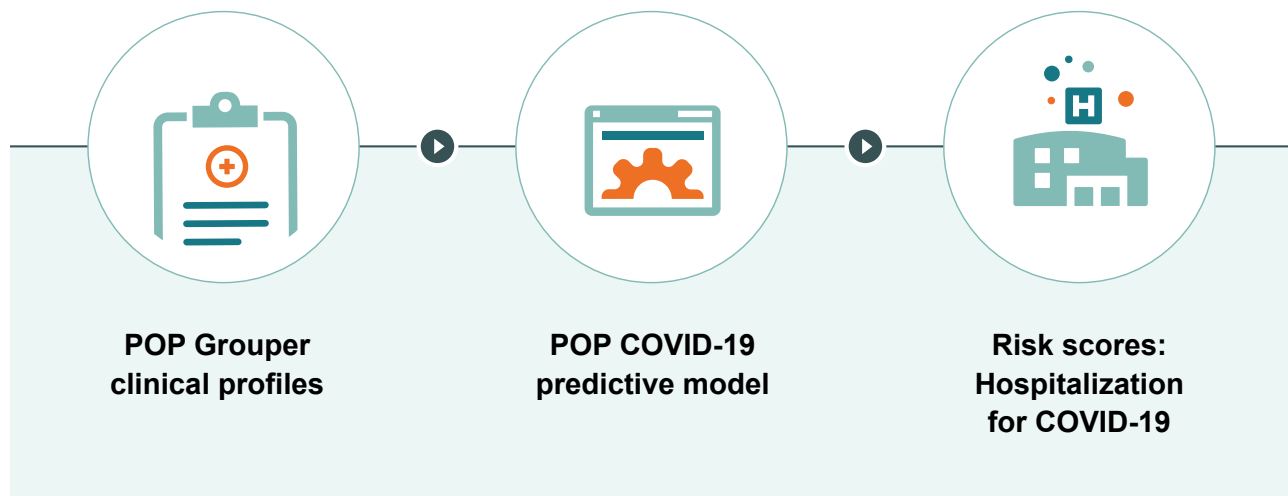 H
POP Grouper
clinical profiles
POP COVID-19
predictive model
Risk scores:
Hospitalization
for COVID-19